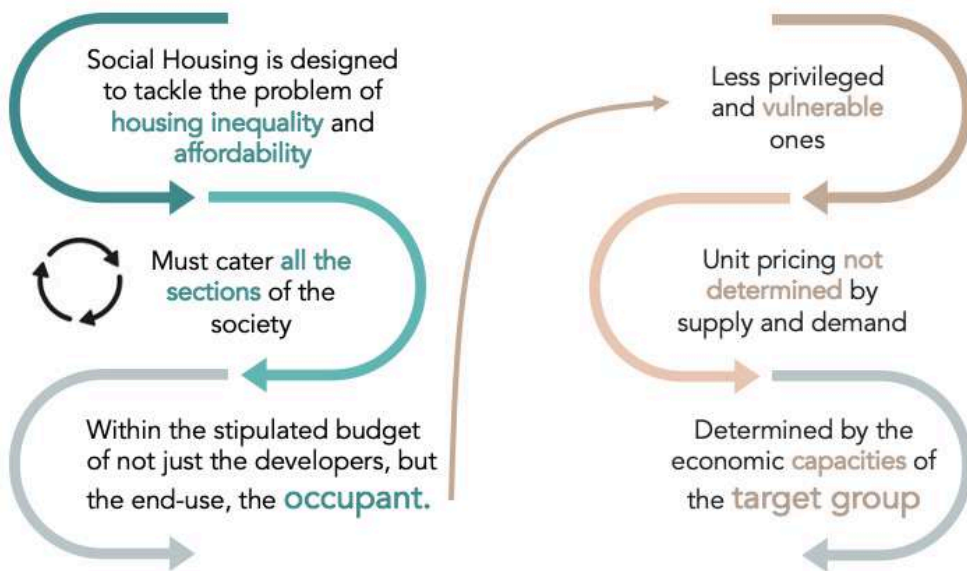 Social Housing is designed
to tackle the problem of
housing inequality and
affordability
Must cater all the
sections of the
society
Within the stipulated budget
of not just the developers, but
the end-use, the occupant.
Less privileged
and vulnerable
ones
Unit pricing not
determined by
supply and demand
Determined by the
economic capacities of
the target group